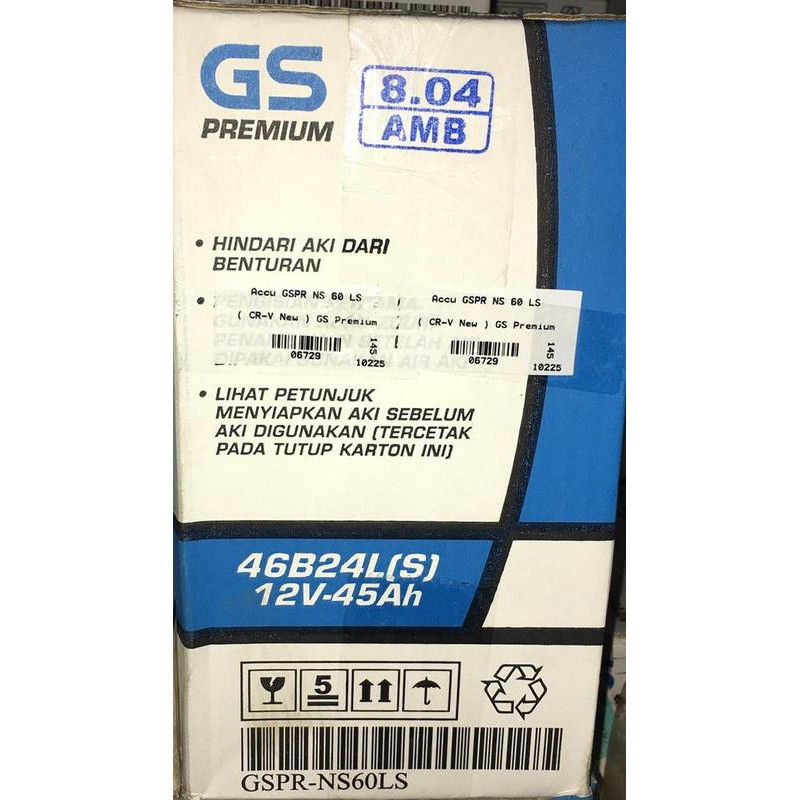 GS
PREMIUM
8.04
AMB
• HINDARI AKI DARI
BENTURAN
Accu GSPR NS 60 LS
( CR-V New ) GS Premium
06729
145
10225
Accu GSPR NS 60 LS
( CR-V New ) GS Premium
06729
145
10225
• LIHAT PETUNJUK
MENYIAPKAN AKI SEBELUM
AKI DIGUNAKAN (TERCETAK
PADA TUTUP KARTON INI)
46B24L(S)
12V-45Ah
5
GSPR-NS60LS